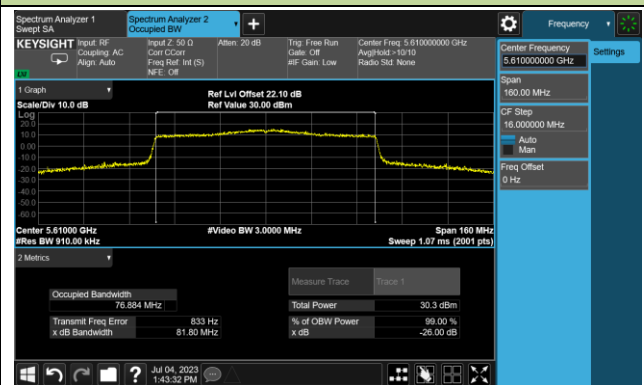 Spectrum Analyzer 1
Swept SA
Spectrum Analyzer 2
Occupied BW
Frequency
KEYSIGHT
Input: RF
Coupling: AC
Align: Auto
Input Z: 50 Ω
Corr CCorr
Freq Ref: Int (S)
NFE: Off
Atten: 20 dB
Trig: Free Run
Gate: Off
#IF Gain: Low
Center Freq: 5.610000000 GHz
Avg|Hold:>10/10
Radio Std: None
Center Frequency
5.610000000 GHz
Settings
Span
160.00 MHz
CF Step
16.000000 MHz
Auto
Man
Freq Offset
0 Hz
1 Graph
Scale/Div 10.0 dB
Ref Lvl Offset 22.10 dB
Ref Value 30.00 dBm
Log
20.0
10.0
0.00
-10.0
-20.0
-30.0
-40.0
-50.0
-60.0
Center 5.61000 GHz
#Res BW 910.00 kHz
#Video BW 3.0000 MHz
Span 160 MHz
Sweep 1.07 ms (2001 pts)
2 Metrics
Measure Trace
Trace 1
Occupied Bandwidth
76.884 MHz
Total Power
30.3 dBm
Transmit Freq Error
833 Hz
% of OBW Power
99.00 %
x dB Bandwidth
81.80 MHz
x dB
-26.00 dB
?
Jul 04, 2023
1:43:32 PM